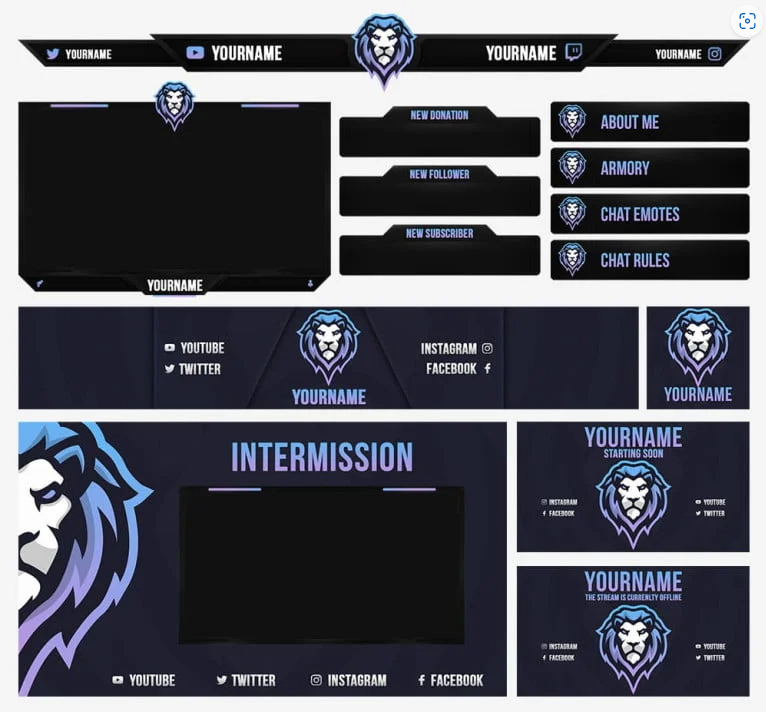 YOURNAME
YOURNAME
YOURNAME
YOURNAME
YOURNAME
NEW DONATION
NEW FOLLOWER
NEW SUBSCRIBER
ABOUT ME
ARMORY
CHAT EMOTES
CHAT RULES
YOUTUBE
TWITTER
YOURNAME
INSTAGRAM
FACEBOOK
YOURNAME
INTERMISSION
YOUTUBE
TWITTER
INSTAGRAM
FACEBOOK
YOURNAME
STARTING SOON
INSTAGRAM
FACEBOOK
YOUTUBE
TWITTER
YOURNAME
THE STREAM IS CURRENLTY OFFLINE
INSTAGRAM
FACEBOOK
YOUTUBE
TWITTER